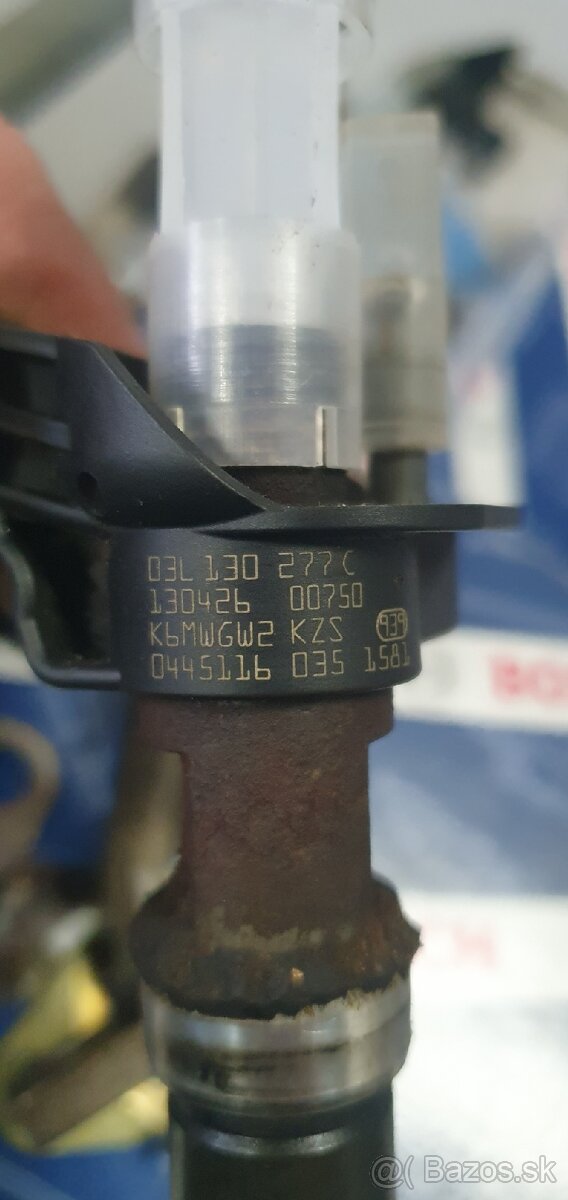 03L 130 277 C
130426 00750
K6MWGW2 KZS 939
0445116 035 1581
@( Bazos.sk